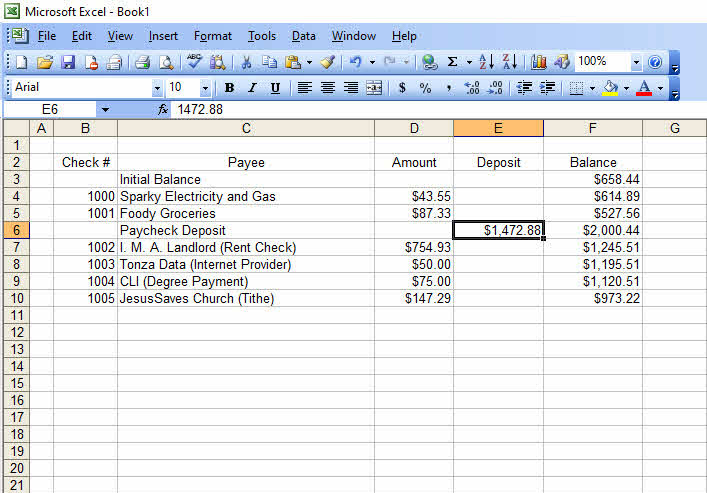 Microsoft Excel - Book1
File Edit View Insert Format Tools Data Window Help
ABC Σ A Z Z A 100% ?
Arial 10 B I U a $ % , .0 .00 .00 .0 A
E6 fx 1472.88
A B C D E F G
1
2 Check # Payee Amount Deposit Balance
3 Initial Balance $658.44
4 1000 Sparky Electricity and Gas $43.55 $614.89
5 1001 Foody Groceries $87.33 $527.56
6 Paycheck Deposit $1,472.88 $2,000.44
7 1002 I. M. A. Landlord (Rent Check) $754.93 $1,245.51
8 1003 Tonza Data (Internet Provider) $50.00 $1,195.51
9 1004 CLI (Degree Payment) $75.00 $1,120.51
10 1005 JesusSaves Church (Tithe) $147.29 $973.22
11
12
13
14
15
16
17
18
19
20
21